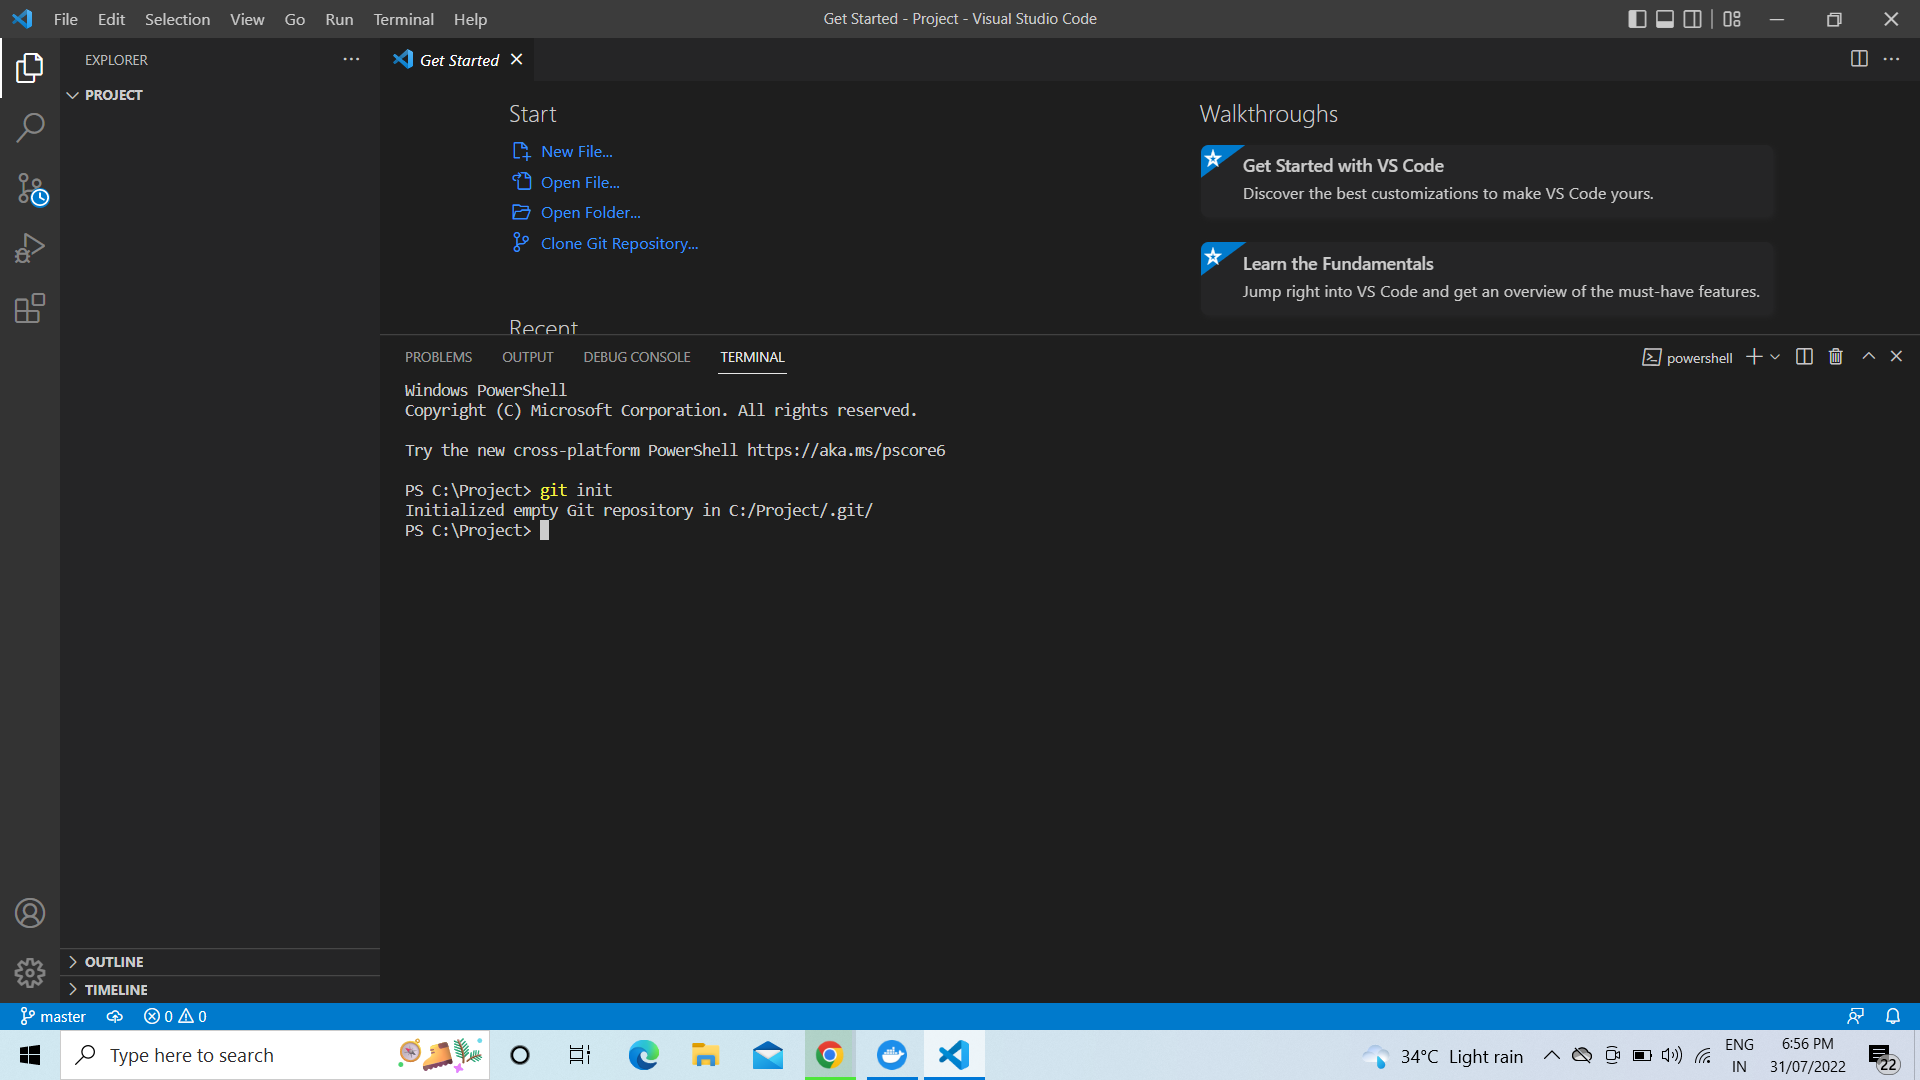 File Edit Selection View Go Run Terminal Help
Get Started - Project - Visual Studio Code
EXPLORER
PROJECT
OUTLINE
TIMELINE
Get Started
Start
New File...
Open File...
Open Folder...
Clone Git Repository...
Recent
Walkthroughs
Get Started with VS Code
Discover the best customizations to make VS Code yours.
Learn the Fundamentals
Jump right into VS Code and get an overview of the must-have features.
PROBLEMS OUTPUT DEBUG CONSOLE TERMINAL
powershell
Windows PowerShell
Copyright (C) Microsoft Corporation. All rights reserved.
Try the new cross-platform PowerShell https://aka.ms/pscore6
PS C:\Project> git init
Initialized empty Git repository in C:/Project/.git/
PS C:\Project>
master 0 0
Type here to search
34°C Light rain
ENG
IN
6:56 PM
31/07/2022
22